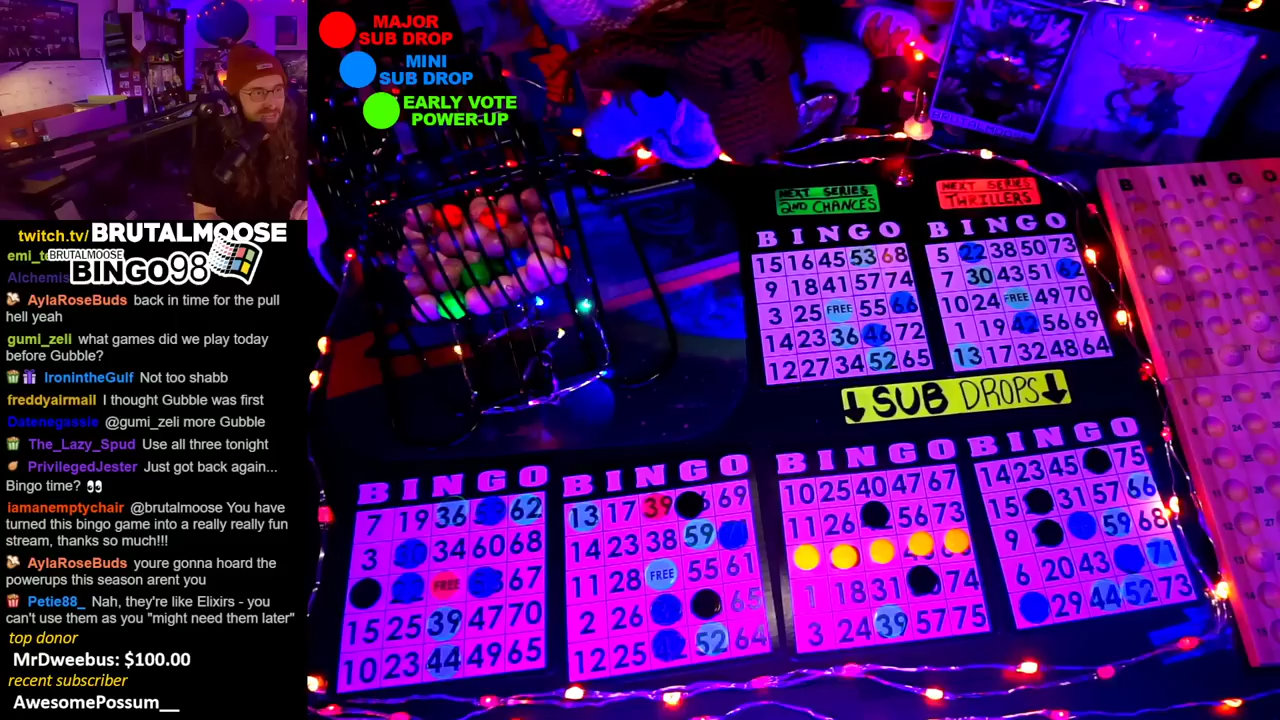 MYST
MAJOR
SUB DROP
MINI
SUB DROP
EARLY VOTE
POWER-UP
twitch.tv/BRUTALMOOSE
BRUTALMOOSE
BINGO98
Alchemis
AylaRoseBuds back in time for the pull
hell yeah
gumi_zeli what games did we play today
before Gubble?
IronintheGulf Not too shabb
freddyairmail I thought Gubble was first
Datenegassie @gumi_zeli more Gubble
The_Lazy_Spud Use all three tonight
PrivilegedJester Just got back again...
Bingo time?
iamanemptychair @brutalmoose You have
turned this bingo game into a really really fun
stream, thanks so much!!!
AylaRoseBuds youre gonna hoard the
powerups this season arent you
Petie88_ Nah, they're like Elixirs - you
can't use them as you "might need them later"
top donor
MrDweebus: $100.00
recent subscriber
AwesomePossum__
NEXT SERIES
2ND CHANCES
BINGO
15 16 45 53 68
9 18 41 57 74
3 25 FREE 55 66
14 23 36 46 72
12 27 34 52 65
NEXT SERIES
THRILLERS
BINGO
5 22 38 50 73
7 30 43 51 62
10 24 FREE 49 70
1 19 42 56 69
13 17 32 48 64
BINGO
SUB DROPS
BINGO
7 19 36 62
3 34 60 68
FREE 67
15 25 39 47 70
10 23 44 49 65
BINGO
13 17 39 69
14 23 38 59
11 28 FREE 55 61
2 26 65
12 25 52 64
BINGO
10 25 40 47 67
11 26 56 73
1 18 31 74
3 24 39 57 75
BINGO
14 23 45 75
15 31 57 66
9 59 68
6 20 43 71
29 44 52 73